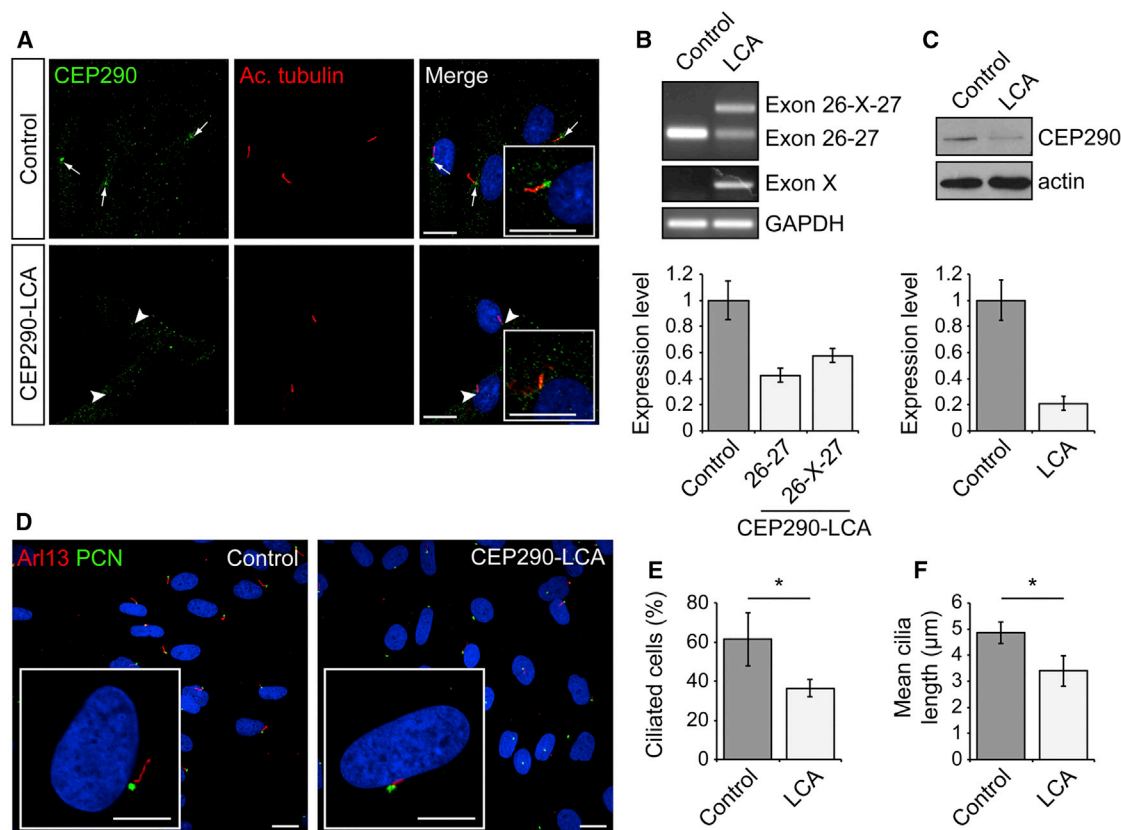 A
Control
CEP290-LCA
CEP290
Ac. tubulin
Merge
B
Control
LCA
Exon 26-X-27
Exon 26-27
Exon X
GAPDH
Expression level
1.2
1
0.8
0.6
0.4
0.2
0
Control
26-27
26-X-27
CEP290-LCA
C
Control
LCA
CEP290
actin
Expression level
1.2
1
0.8
0.6
0.4
0.2
0
Control
LCA
D
Arl13 PCN
Control
CEP290-LCA
E
*
Ciliated cells (%)
80
60
40
20
0
Control
LCA
F
*
Mean cilia
length (µm)
6
5
4
3
2
1
0
Control
LCA